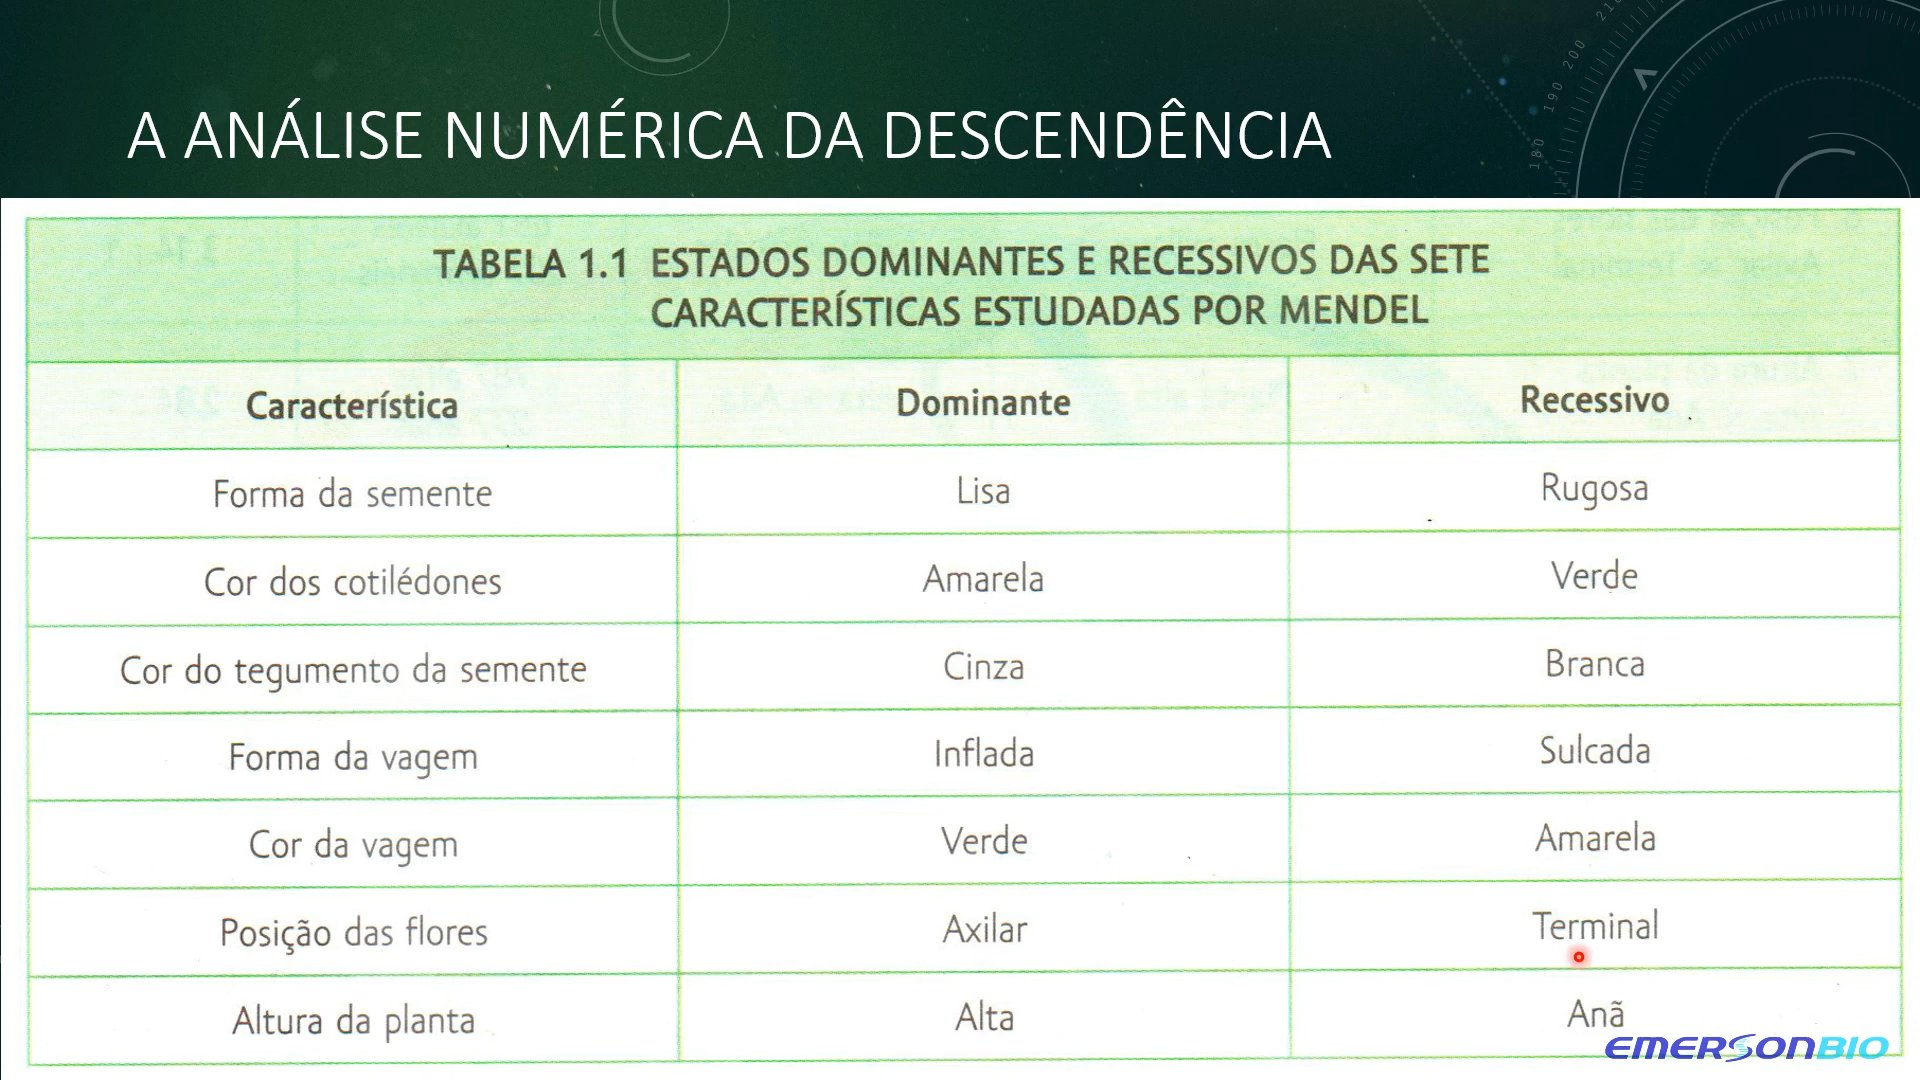 A ANÁLISE NUMÉRICA DA DESCENDÊNCIA
TABELA 1.1 ESTADOS DOMINANTES E RECESSIVOS DAS SETE
CARACTERÍSTICAS ESTUDADAS POR MENDEL
Característica Dominante Recessivo
Forma da semente Lisa Rugosa
Cor dos cotilédones Amarela Verde
Cor do tegumento da semente Cinza Branca
Forma da vagem Inflada Sulcada
Cor da vagem Verde Amarela
Posição das flores Axilar Terminal
Altura da planta Alta Anã
EMERSONBIO
180
190
200